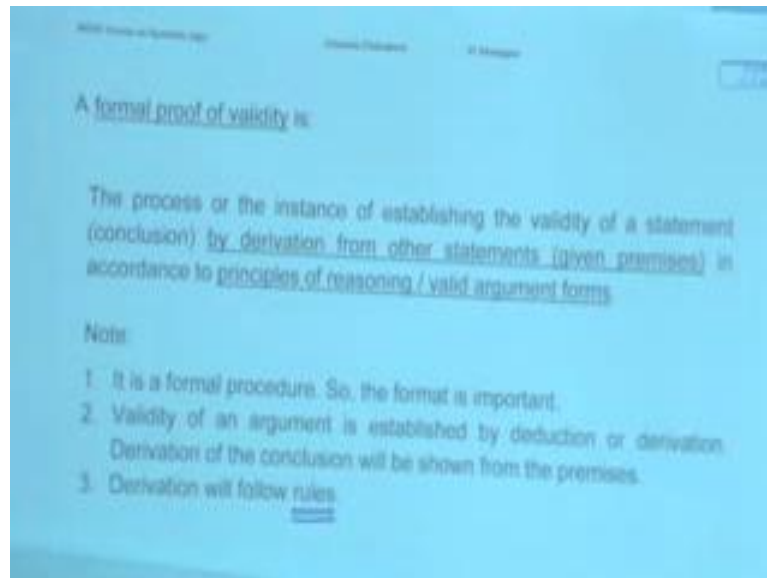 A formal proof of validity is:
The process or the instance of establishing the validity of a statement
(conclusion) by derivation from other statements (given premises) in
accordance to principles of reasoning / valid argument forms
Note:
1. It is a formal procedure. So, the format is important.
2. Validity of an argument is established by deduction or derivation.
Derivation of the conclusion will be shown from the premises.
3. Derivation will follow rules